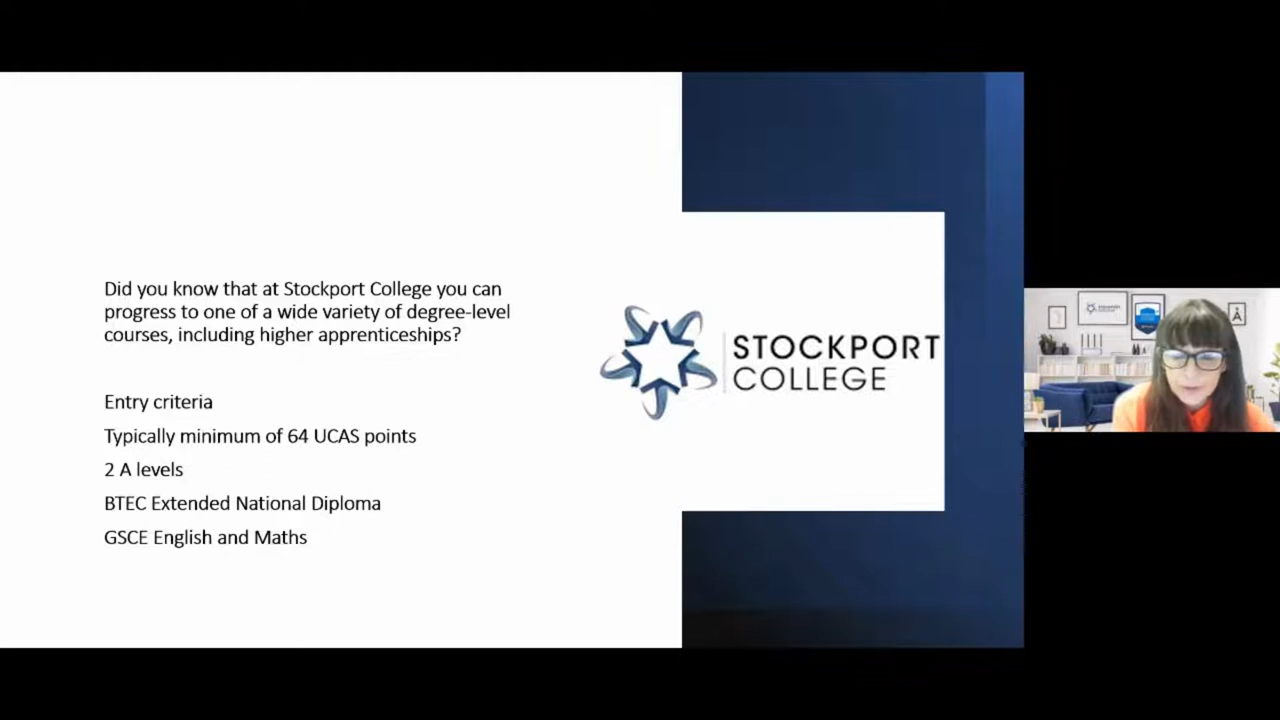 Did you know that at Stockport College you can
progress to one of a wide variety of degree-level
courses, including higher apprenticeships?
Entry criteria
Typically minimum of 64 UCAS points
2 A levels
BTEC Extended National Diploma
GSCE English and Maths
STOCKPORT
COLLEGE